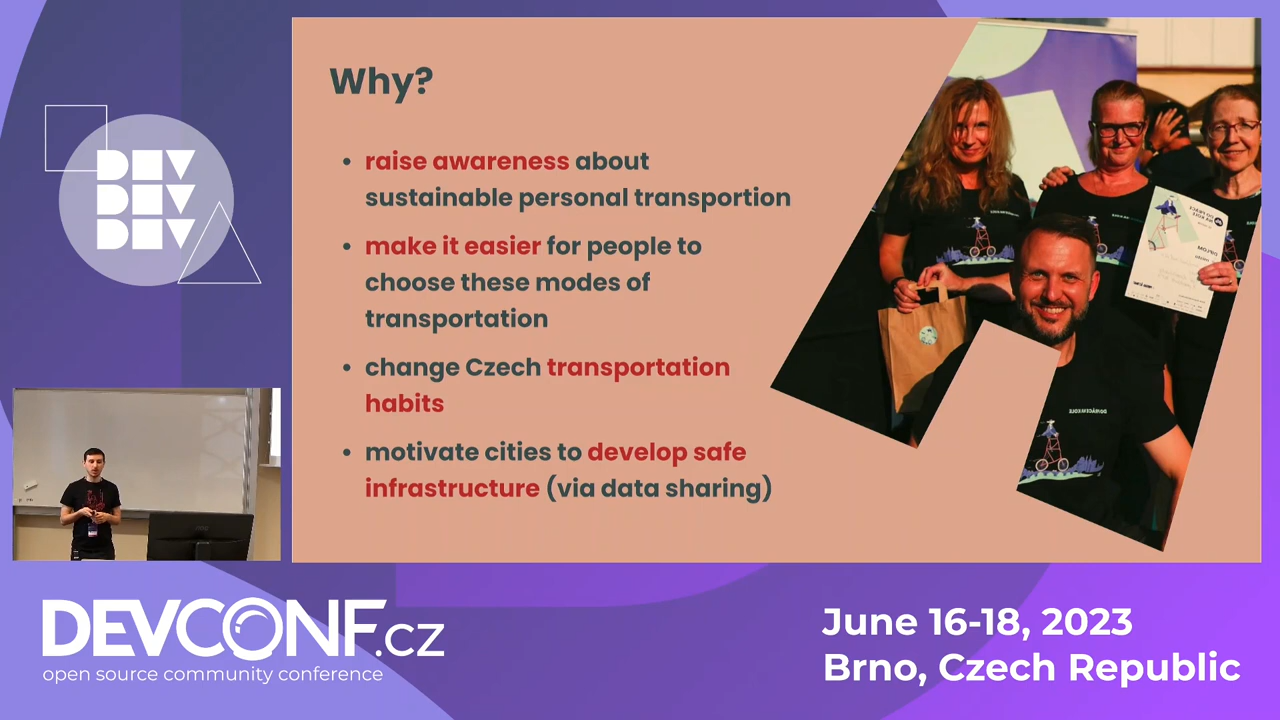 Why?
• raise awareness about
sustainable personal transportion
• make it easier for people to
choose these modes of
transportation
• change Czech transportation
habits
• motivate cities to develop safe
infrastructure (via data sharing)
DEV
DEV
DEV
DEVCONF.CZ
open source community conference
June 16-18, 2023
Brno, Czech Republic